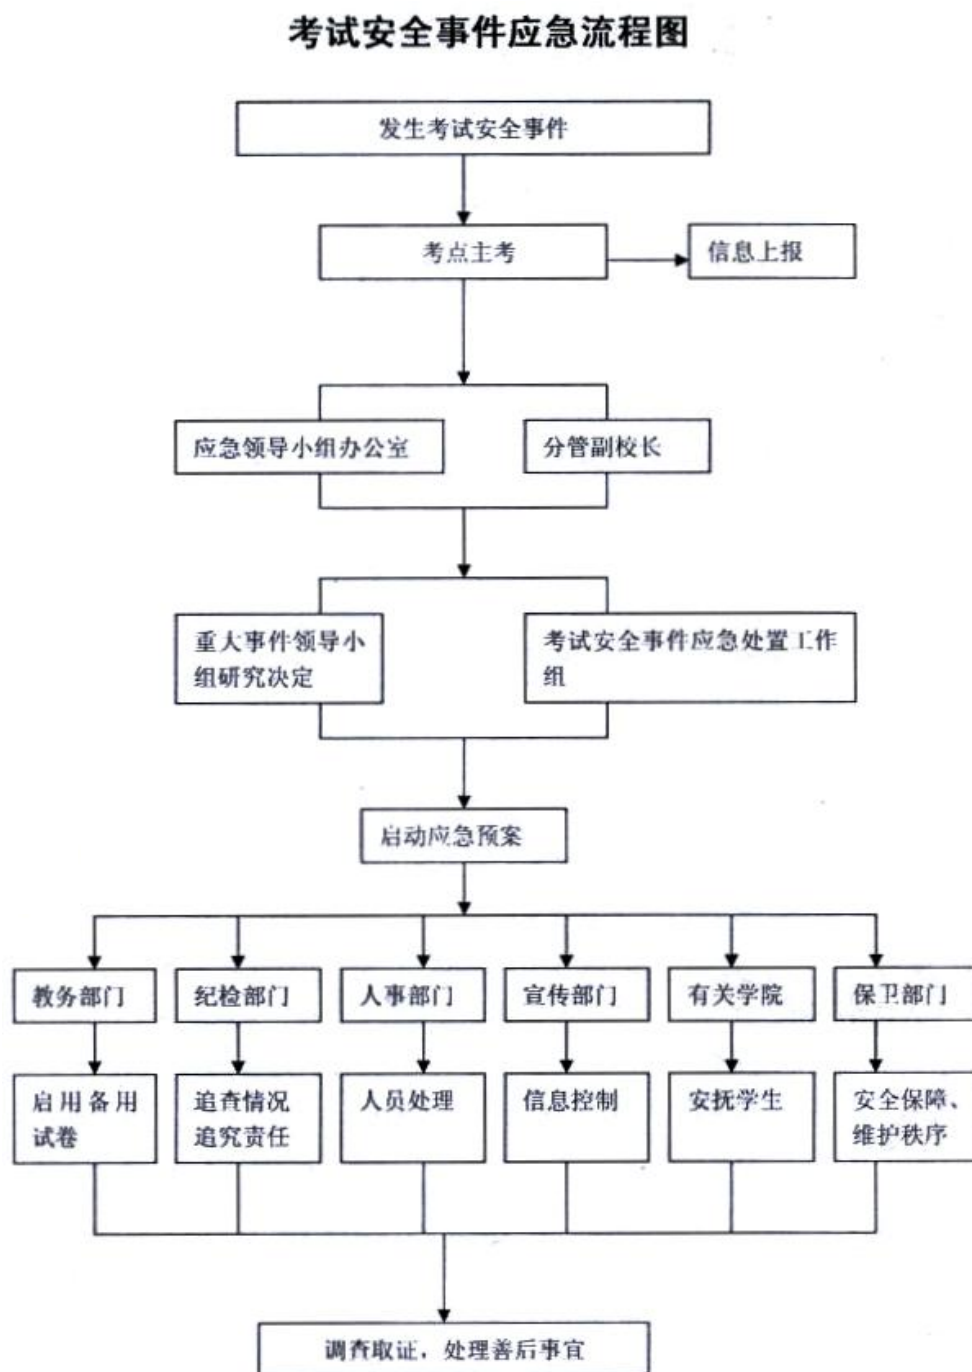 考试安全事件应急流程图
发生考试安全事件
考点主考
信息上报
应急领导小组办公室
分管副校长
重大事件领导小
组研究决定
考试安全事件应急处置工作
组
启动应急预案
教务部门
纪检部门
人事部门
宣传部门
有关学院
保卫部门
启用备用
试卷
追查情况
追究责任
人员处理
信息控制
安抚学生
安全保障、
维护秩序
调查取证，处理善后事宜